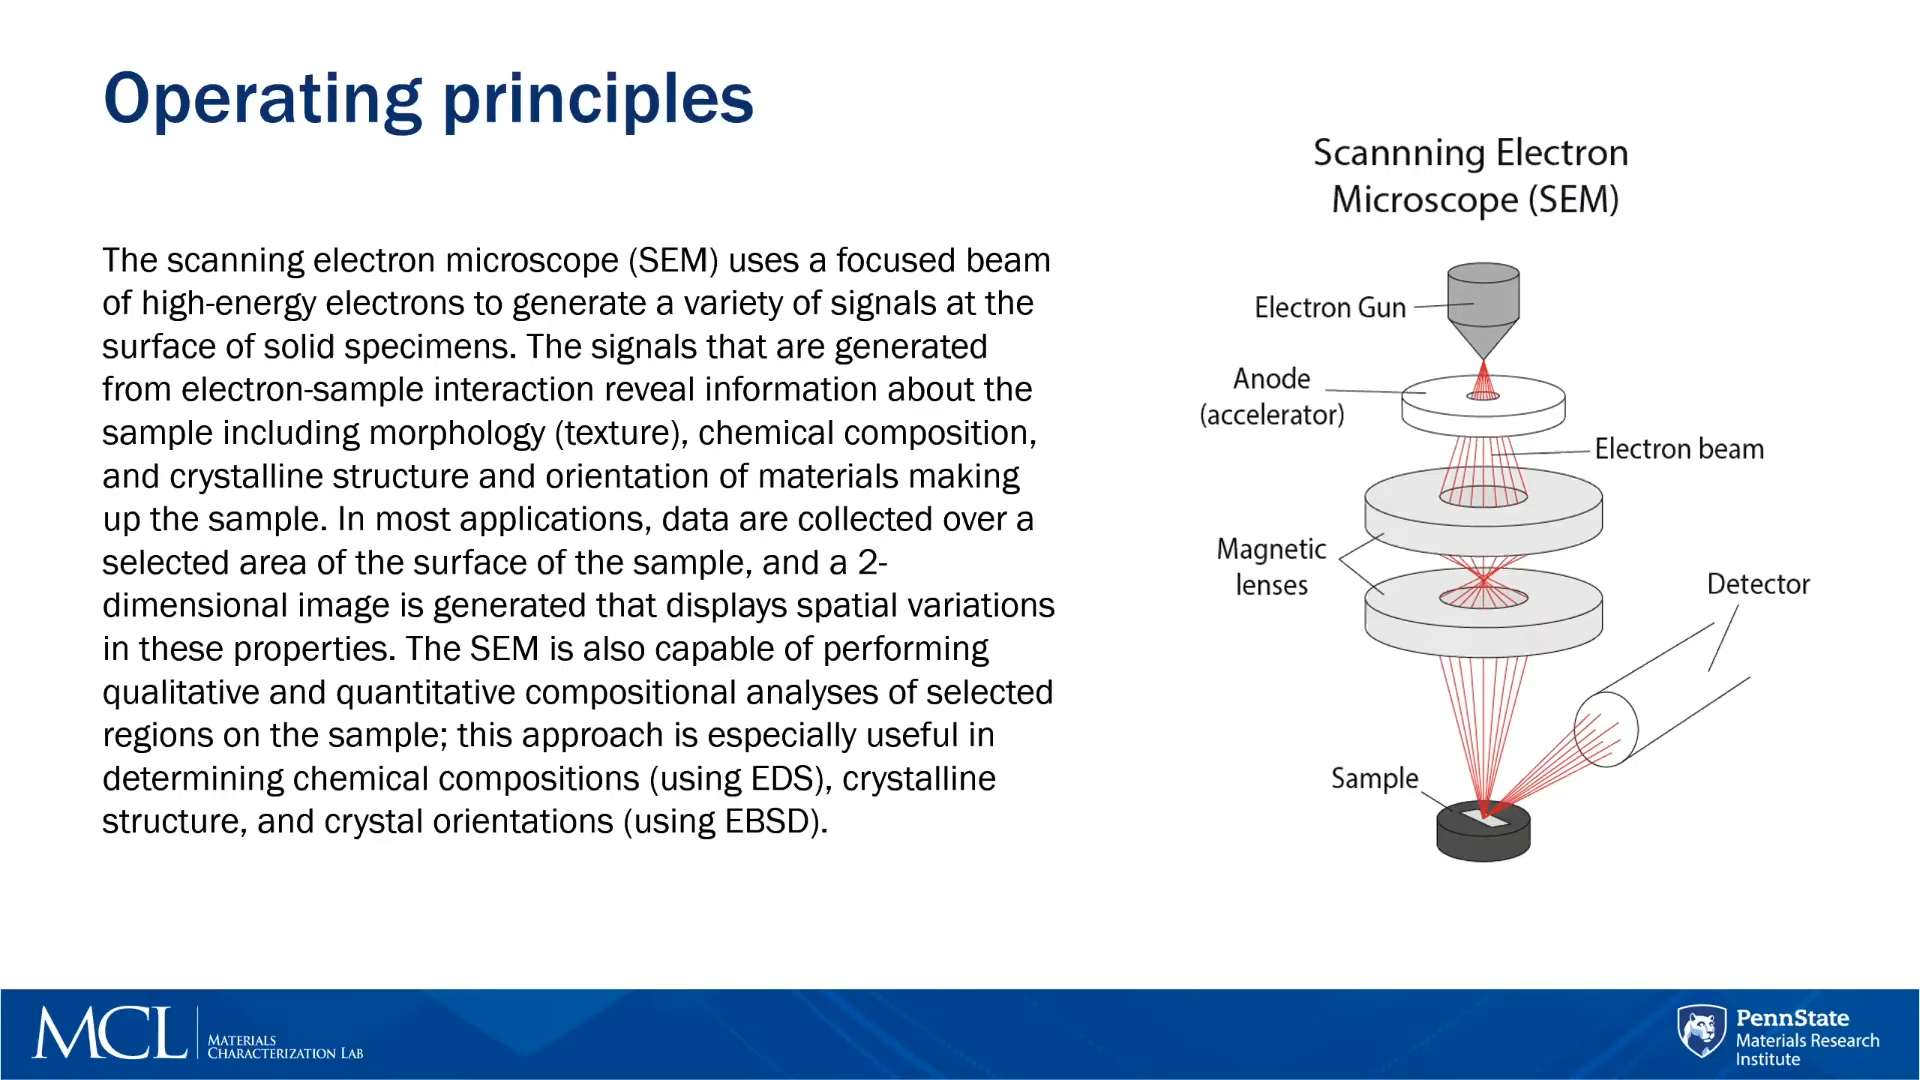 Operating principles
The scanning electron microscope (SEM) uses a focused beam
of high-energy electrons to generate a variety of signals at the
surface of solid specimens. The signals that are generated
from electron-sample interaction reveal information about the
sample including morphology (texture), chemical composition,
and crystalline structure and orientation of materials making
up the sample. In most applications, data are collected over a
selected area of the surface of the sample, and a 2-
dimensional image is generated that displays spatial variations
in these properties. The SEM is also capable of performing
qualitative and quantitative compositional analyses of selected
regions on the sample; this approach is especially useful in
determining chemical compositions (using EDS), crystalline
structure, and crystal orientations (using EBSD).
Scannning Electron
Microscope (SEM)
Electron Gun
Anode
(accelerator)
Electron beam
Magnetic
lenses
Detector
Sample
MCL
Materials
Characterization Lab
PennState
Materials Research
Institute